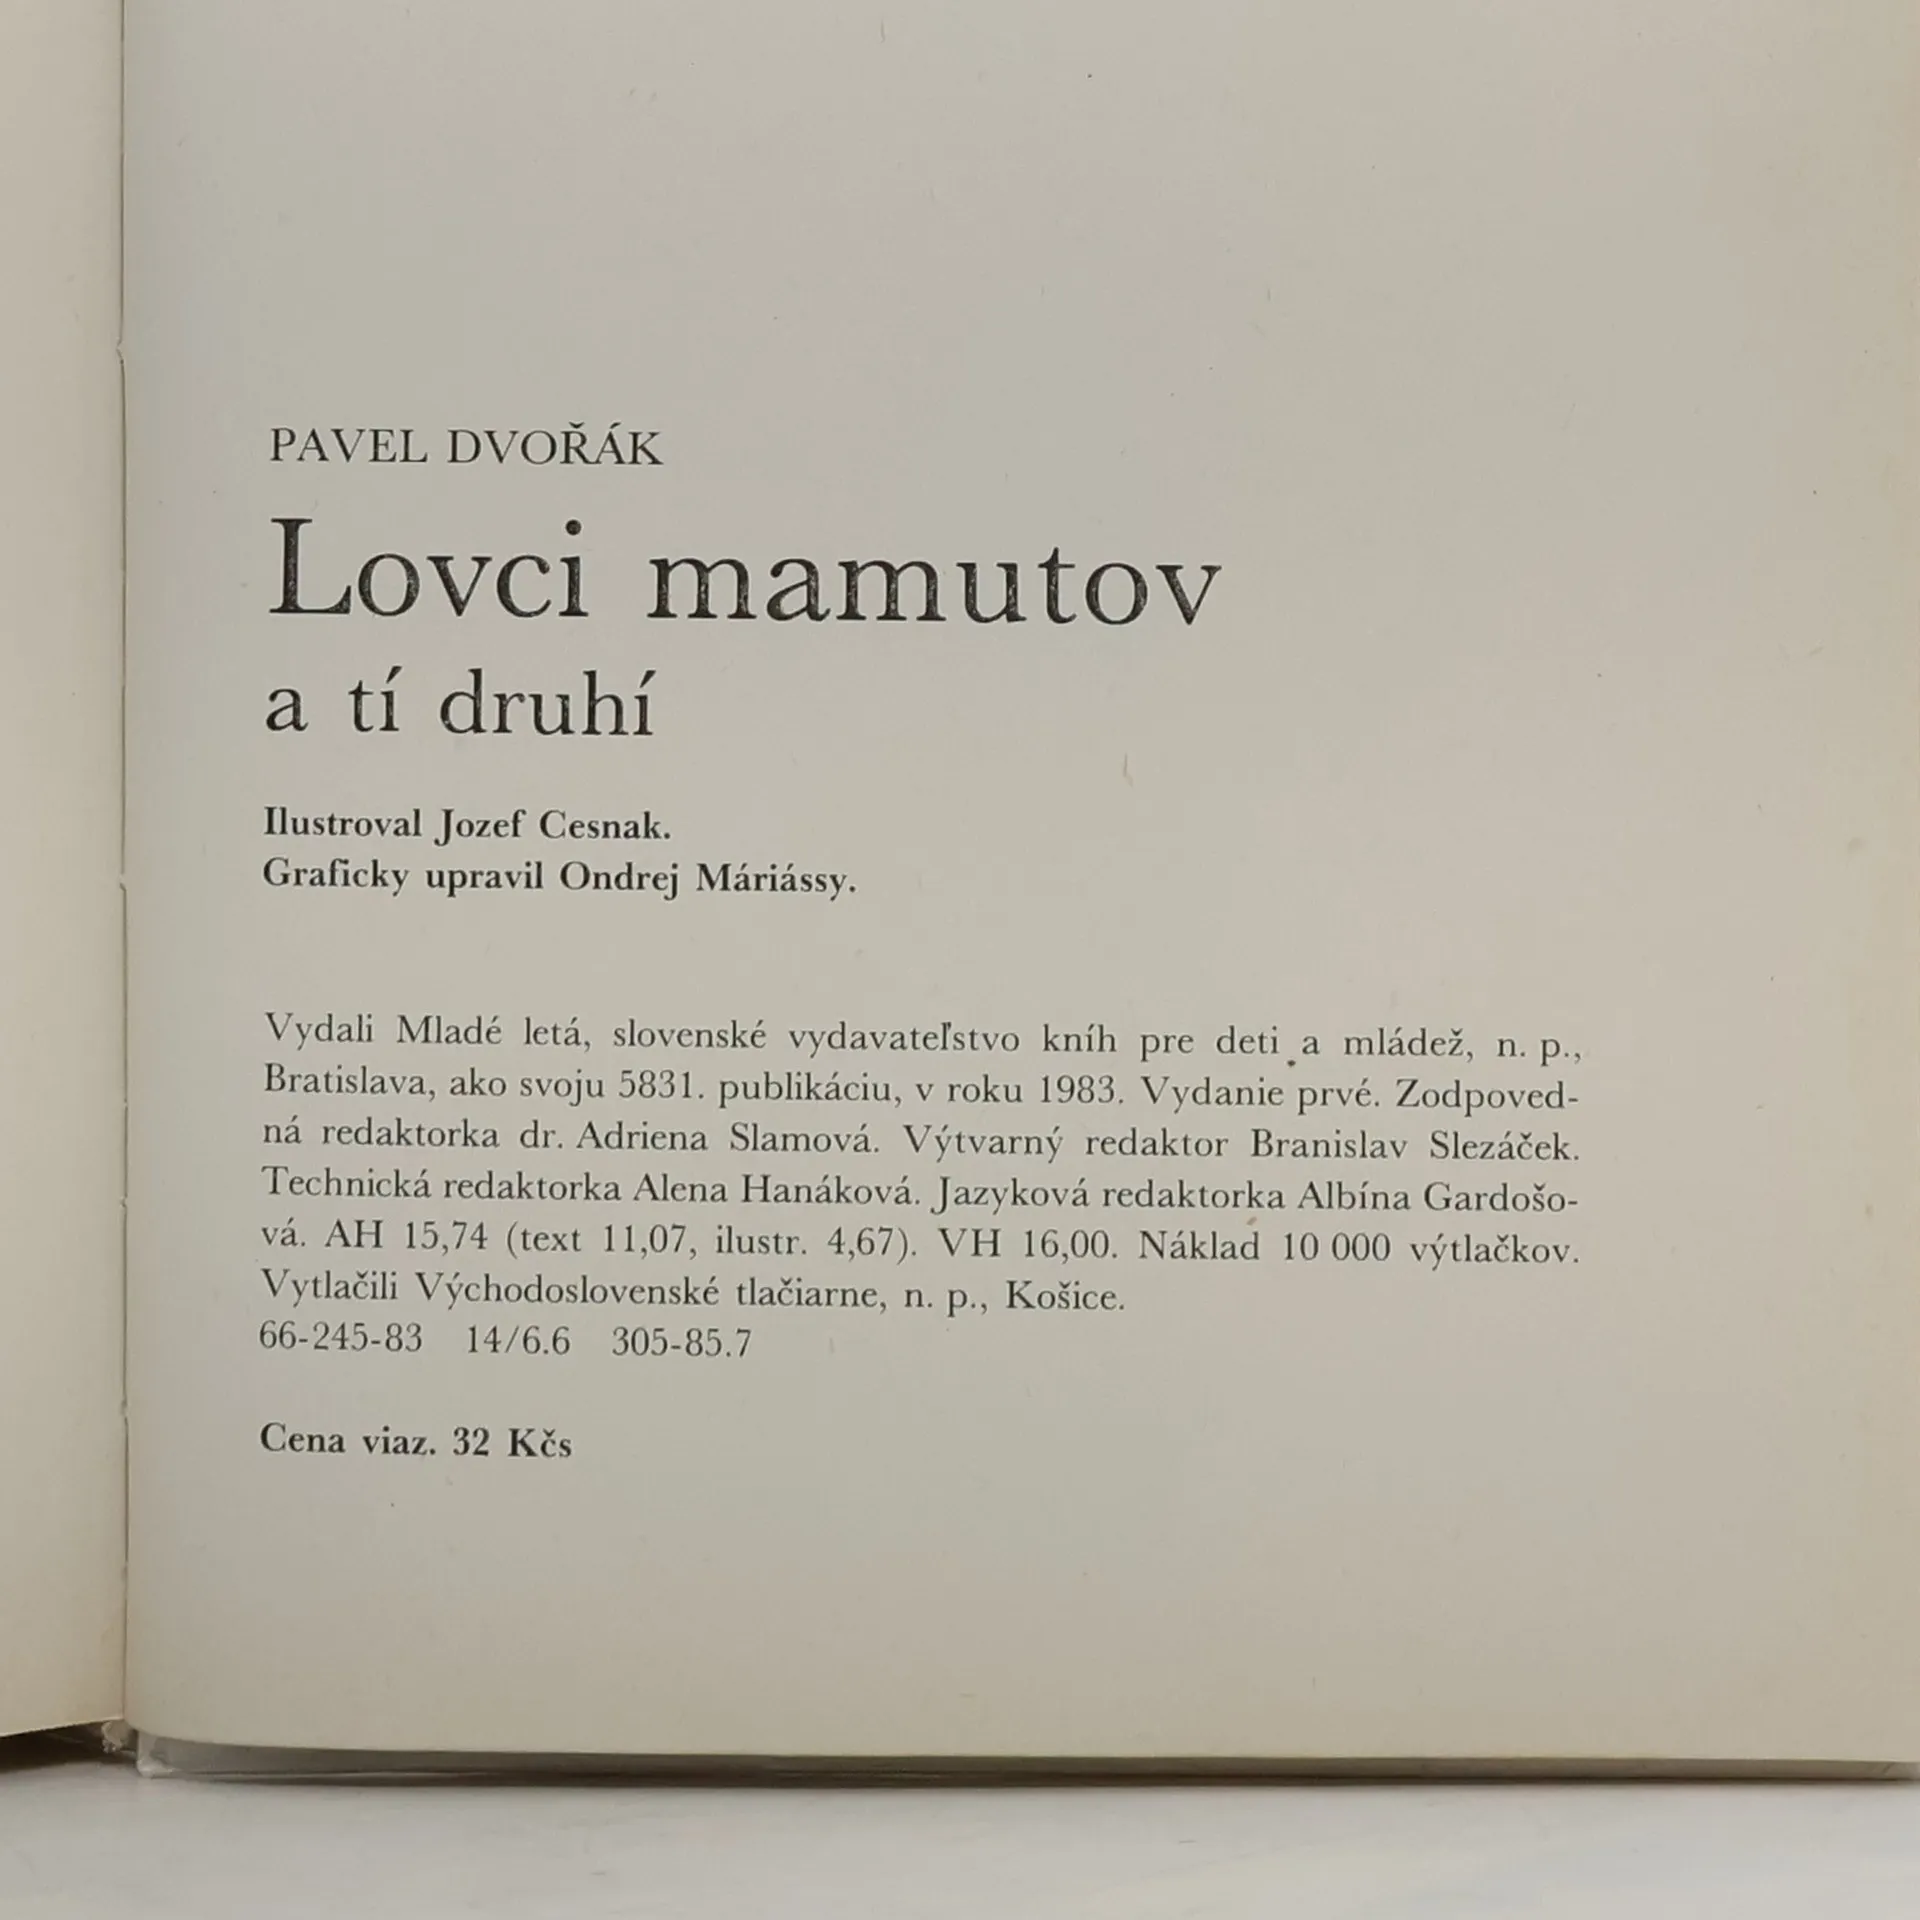 PAVEL DVOŘÁK
Lovci mamutov
a tí druhí
Ilustroval Jozef Cesnak.
Graficky upravil Ondrej Máriássy.
Vydali Mladé letá, slovenské vydavateľstvo kníh pre deti a mládež, n. p.,
Bratislava, ako svoju 5831. publikáciu, v roku 1983. Vydanie prvé. Zodpoved-
ná redaktorka dr. Adriena Slamová. Výtvarný redaktor Branislav Slezáček.
Technická redaktorka Alena Hanáková. Jazyková redaktorka Albína Gardošo-
vá. AH 15,74 (text 11,07, ilustr. 4,67). VH 16,00. Náklad 10 000 výtlačkov.
Vytlačili Východoslovenské tlačiarne, n. p., Košice.
66-245-83 14/6.6 305-85.7
Cena viaz. 32 Kčs